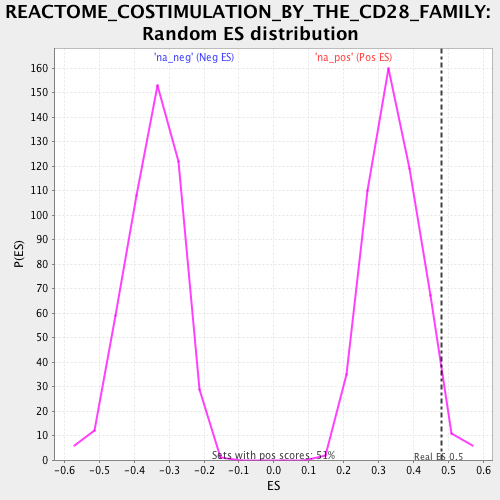 REACTOME_COSTIMULATION_BY_THE_CD28_FAMILY:
Random ES distribution
'na_neg' (Neg ES)
'na_pos' (Pos ES)
160
150
140
130
120
110
100
90
80
70
60
50
40
30
20
10
0
P(ES)
Sets with pos scores: 51%
Real ES 0.5
-0.6 -0.5 -0.4 -0.3 -0.2 -0.1 0.0 0.1 0.2 0.3 0.4 0.5 0.6
ES